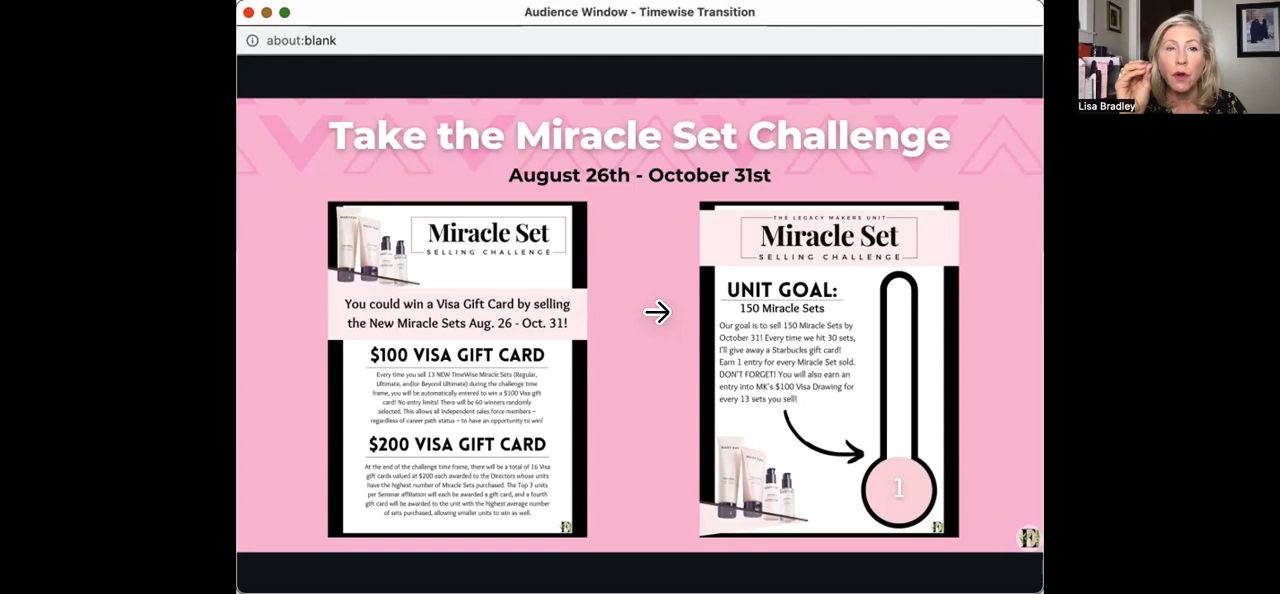 Audience Window - Timewise Transition
about:blank
Lisa Bradley
Take the Miracle Set Challenge
August 26th - October 31st
MARY KAY
Miracle Set
SELLING CHALLENGE
You could win a Visa Gift Card by selling
the New Miracle Sets Aug. 26 - Oct. 31!
$100 VISA GIFT CARD
Every time you sell 13 NEW TimeWise Miracle Sets (Regular,
Ultimate, and/or Beyond Ultimate) during the challenge time
frame, you will be automatically entered to win a $100 Visa gift
card! No entry limits! There will be 60 winners randomly
selected. This allows all independent sales force members –
regardless of career path status – to have an opportunity to win!
$200 VISA GIFT CARD
At the end of the challenge time frame, there will be a total of 16 Visa
gift cards valued at $200 each awarded to the Directors whose units
have the highest number of Miracle Sets purchased. The Top 3 units
per Seminar affiliation will each be awarded a gift card, and a fourth
gift card will be awarded to the unit with the highest average number
of sets purchased, allowing smaller units to win as well.
E
THE LEGACY MAKERS UNIT
Miracle Set
SELLING CHALLENGE
UNIT GOAL:
150 Miracle Sets
Our goal is to sell 150 Miracle Sets by
October 31! Every time we hit 30 sets,
I'll give away a Starbucks gift card!
Earn 1 entry for every Miracle Set sold.
DON'T FORGET! You will also earn an
entry into MK's $100 Visa Drawing for
every 13 sets you sell!
MARY KAY
1
E
E